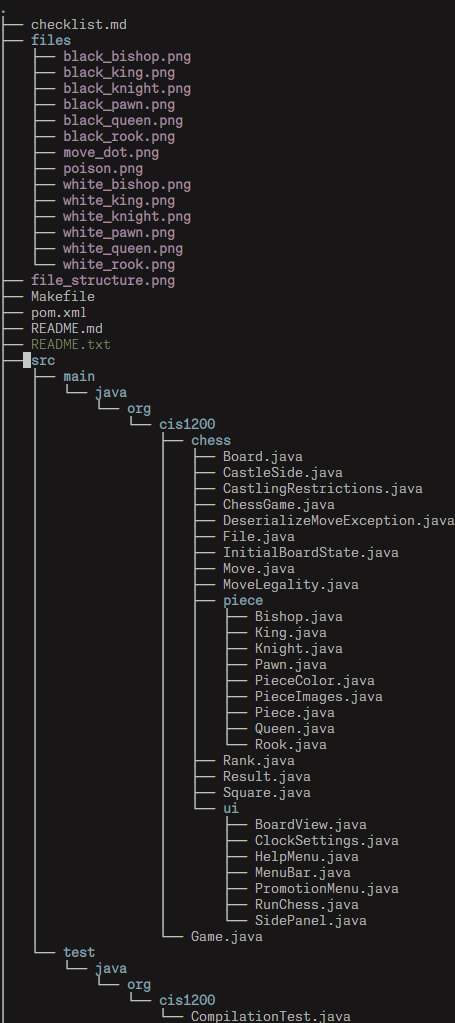 .
├── checklist.md
├── files
│   ├── black_bishop.png
│   ├── black_king.png
│   ├── black_knight.png
│   ├── black_pawn.png
│   ├── black_queen.png
│   ├── black_rook.png
│   ├── move_dot.png
│   ├── poison.png
│   ├── white_bishop.png
│   ├── white_king.png
│   ├── white_knight.png
│   ├── white_pawn.png
│   ├── white_queen.png
│   └── white_rook.png
├── file_structure.png
├── Makefile
├── pom.xml
├── README.md
├── README.txt
├── src
│   ├── main
│   │   └── java
│   │       └── org
│   │           └── cis1200
│   │               ├── chess
│   │               │   ├── Board.java
│   │               │   ├── CastleSide.java
│   │               │   ├── CastlingRestrictions.java
│   │               │   ├── ChessGame.java
│   │               │   ├── DeserializeMoveException.java
│   │               │   ├── File.java
│   │               │   ├── InitialBoardState.java
│   │               │   ├── Move.java
│   │               │   ├── MoveLegality.java
│   │               │   ├── piece
│   │               │   │   ├── Bishop.java
│   │               │   │   ├── King.java
│   │               │   │   ├── Knight.java
│   │               │   │   ├── Pawn.java
│   │               │   │   ├── PieceColor.java
│   │               │   │   ├── PieceImages.java
│   │               │   │   ├── Piece.java
│   │               │   │   ├── Queen.java
│   │               │   │   └── Rook.java
│   │               │   ├── Rank.java
│   │               │   ├── Result.java
│   │               │   ├── Square.java
│   │               │   └── ui
│   │               │       ├── BoardView.java
│   │               │       ├── ClockSettings.java
│   │               │       ├── HelpMenu.java
│   │               │       ├── MenuBar.java
│   │               │       ├── PromotionMenu.java
│   │               │       ├── RunChess.java
│   │               │       └── SidePanel.java
│   │               └── Game.java
│   └── test
│       └── java
│           └── org
│               └── cis1200
│                   └── CompilationTest.java